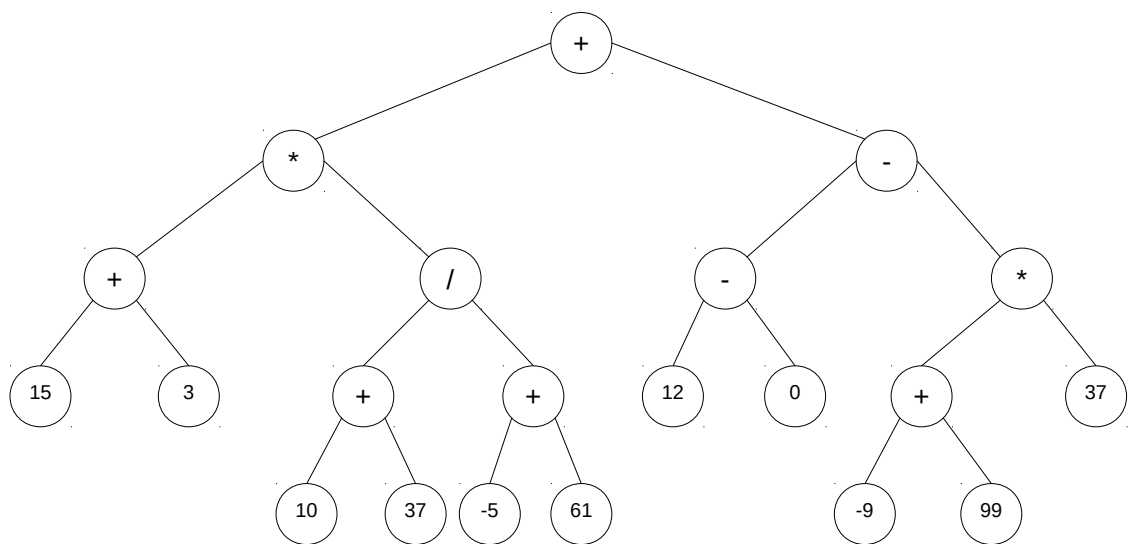 +
* -
+ / - *
15 3 + + 12 0 + 37
10 37 -5 61 -9 99